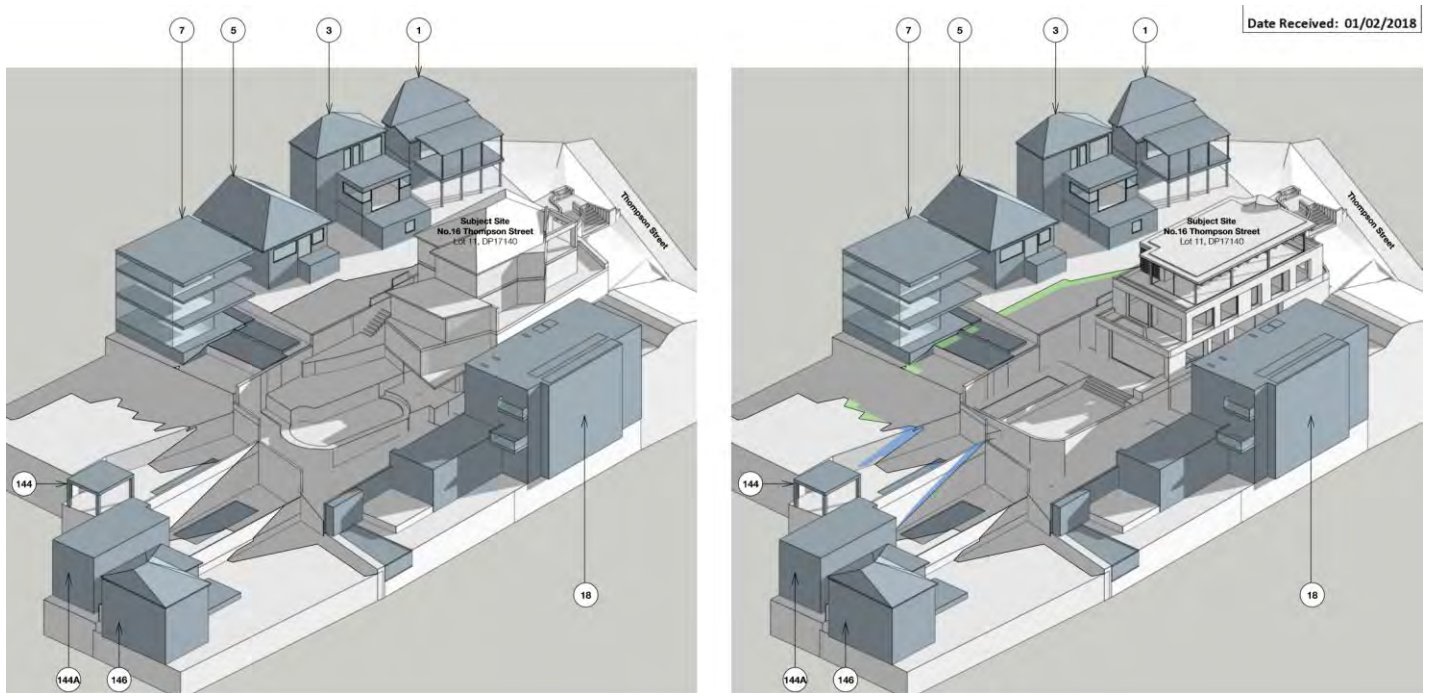 Date Received: 01/02/2018
7
5
3
1
Subject Site
No.16 Thompson Street
Lot 11, DP17140
Thompson Street
144
18
144A
146
7
5
3
1
Subject Site
No.16 Thompson Street
Lot 11, DP17140
Thompson Street
144
18
144A
146